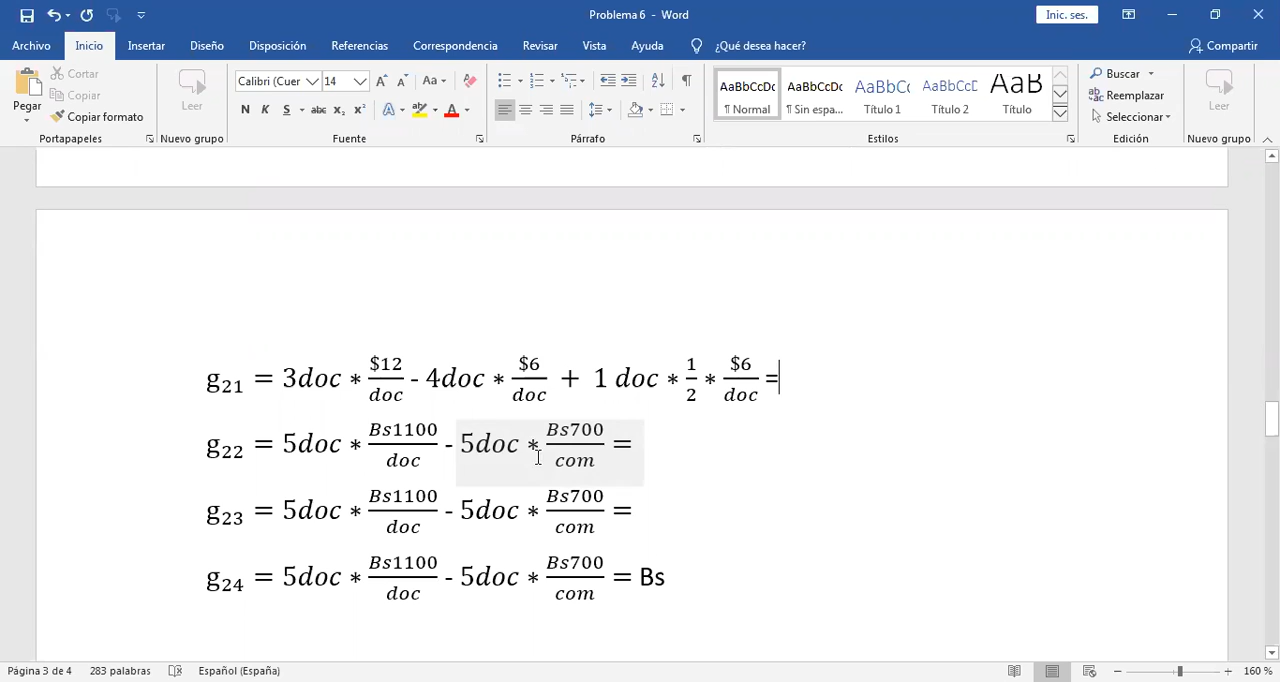 Problema 6 - Word
Inic. ses.
Archivo Inicio Insertar Diseño Disposición Referencias Correspondencia Revisar Vista Ayuda ¿Qué desea hacer? Compartir
Pegar Cortar Copiar Copiar formato
Leer
Calibri (Cuer 14
N K S abc x₂ x²
AaBbCcDc ¶ Normal
AaBbCcDc ¶ Sin espa...
AaBbCc Título 1
AaBbCcD Título 2
AaB Título
Buscar
Reemplazar
Seleccionar
Leer
Portapapeles Nuevo grupo Fuente Párrafo Estilos Edición Nuevo grupo
g₂₁ = 3doc * $12/doc - 4doc * $6/doc + 1 doc * 1/2 * $6/doc =
g₂₂ = 5doc * Bs1100/doc - 5doc * Bs700/com =
g₂₃ = 5doc * Bs1100/doc - 5doc * Bs700/com =
g₂₄ = 5doc * Bs1100/doc - 5doc * Bs700/com = Bs
Página 3 de 4 283 palabras Español (España) 160 %